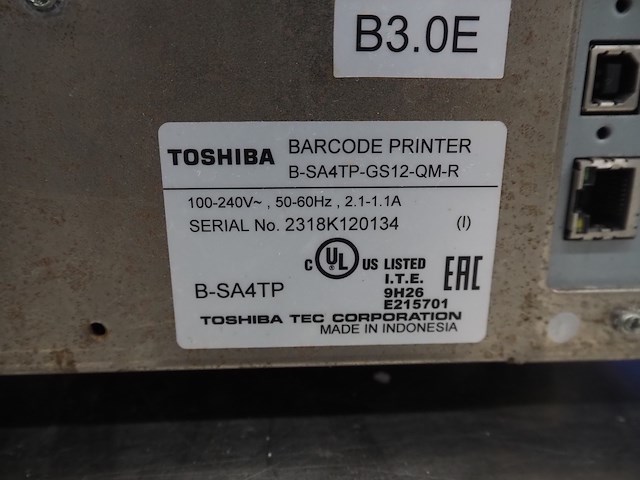 B3.0E
TOSHIBA BARCODE PRINTER
B-SA4TP-GS12-QM-R
100-240V~ , 50-60Hz , 2.1-1.1A
SERIAL No. 2318K120134 (I)
C UL US LISTED
I.T.E.
9H26
E215701
EAC
B-SA4TP
TOSHIBA TEC CORPORATION
MADE IN INDONESIA